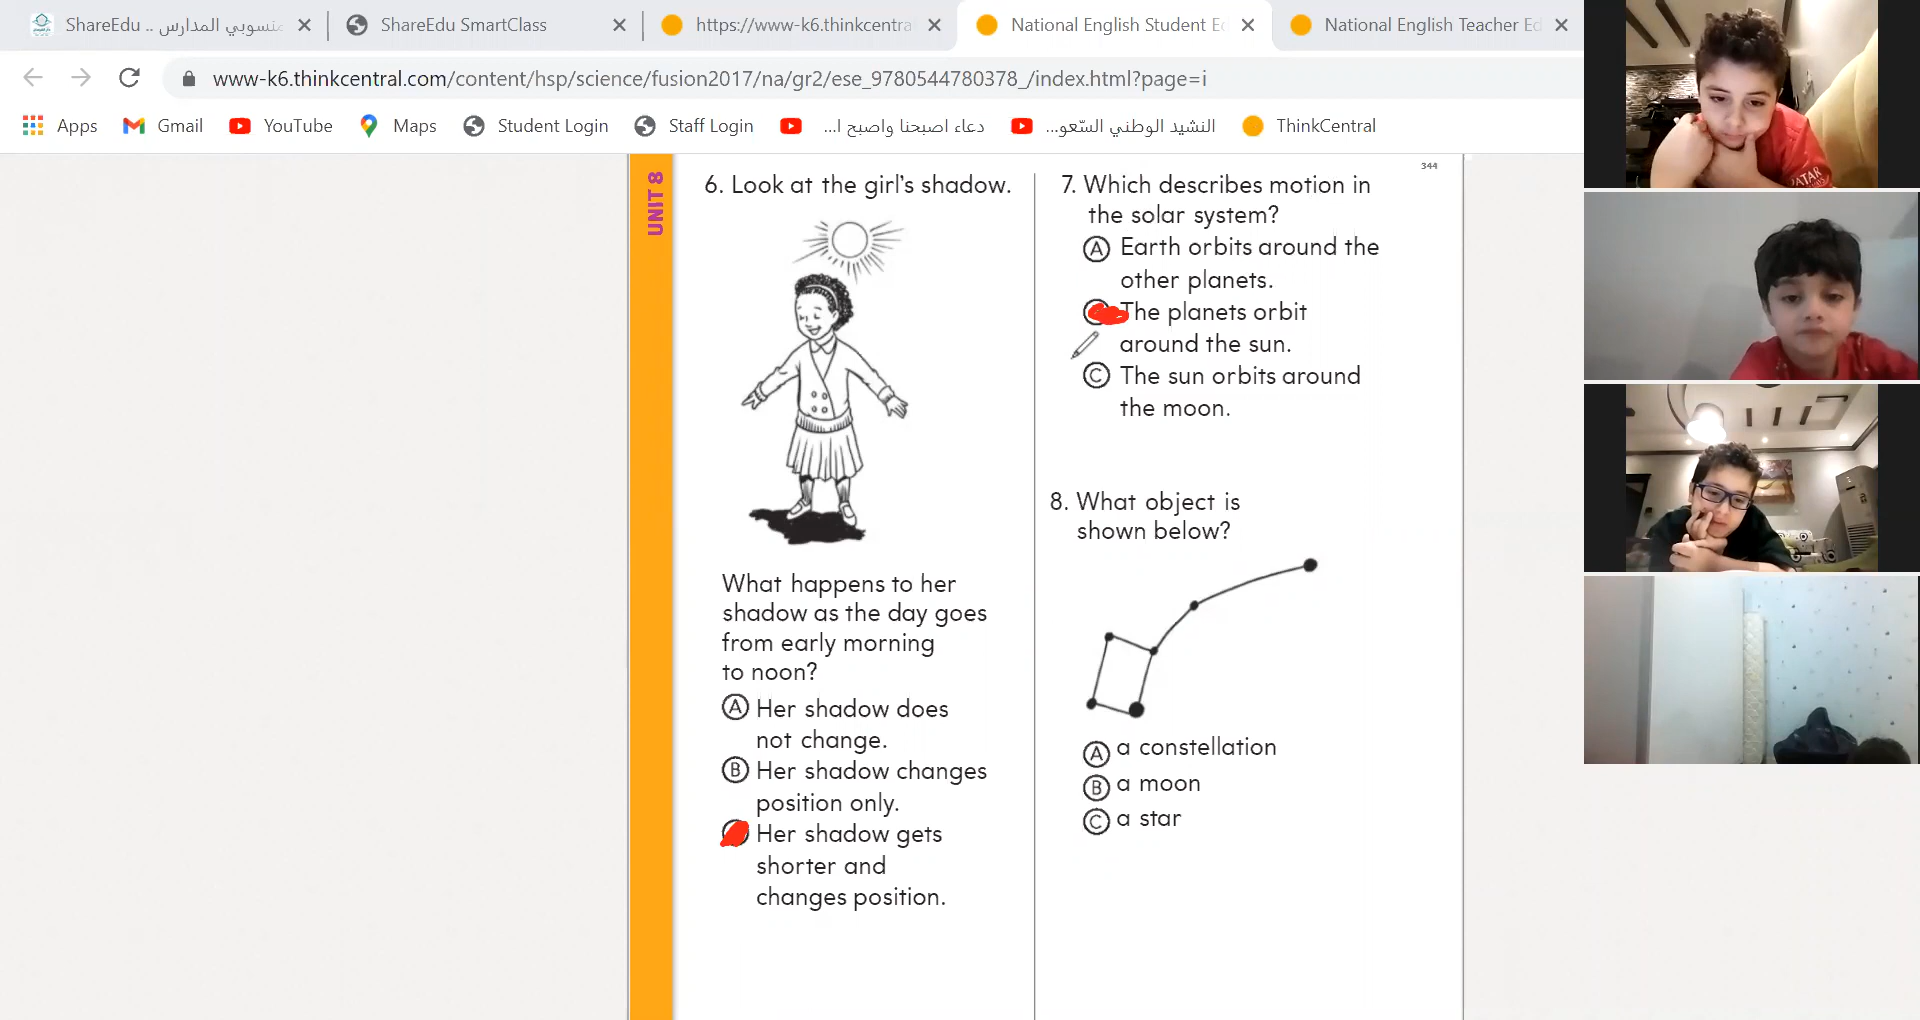 ShareEdu .. منسوبي المدارس
ShareEdu SmartClass
https://www-k6.thinkcentra
National English Student Ed
National English Teacher Ed
www-k6.thinkcentral.com/content/hsp/science/fusion2017/na/gr2/ese_9780544780378_/index.html?page=i
Apps
Gmail
YouTube
Maps
Student Login
Staff Login
دعاء اصبحنا واصبح ا...
النشيد الوطني السّعو...
ThinkCentral
UNIT 8
6. Look at the girl's shadow.
What happens to her
shadow as the day goes
from early morning
to noon?
A Her shadow does
not change.
B Her shadow changes
position only.
Her shadow gets
shorter and
changes position.
344
7. Which describes motion in
the solar system?
A Earth orbits around the
other planets.
The planets orbit
around the sun.
C The sun orbits around
the moon.
8. What object is
shown below?
A a constellation
B a moon
C a star